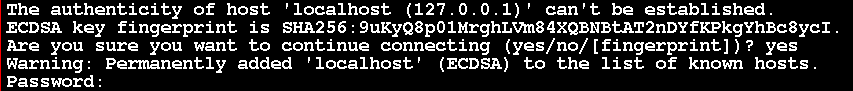 The authenticity of host 'localhost (127.0.0.1)' can't be established.
ECDSA key fingerprint is SHA256:9uKyQ8p01MrghLVm84XQBNBtAT2nDYfKPkgYhBc8ycI.
Are you sure you want to continue connecting (yes/no/[fingerprint])? yes
Warning: Permanently added 'localhost' (ECDSA) to the list of known hosts.
Password: